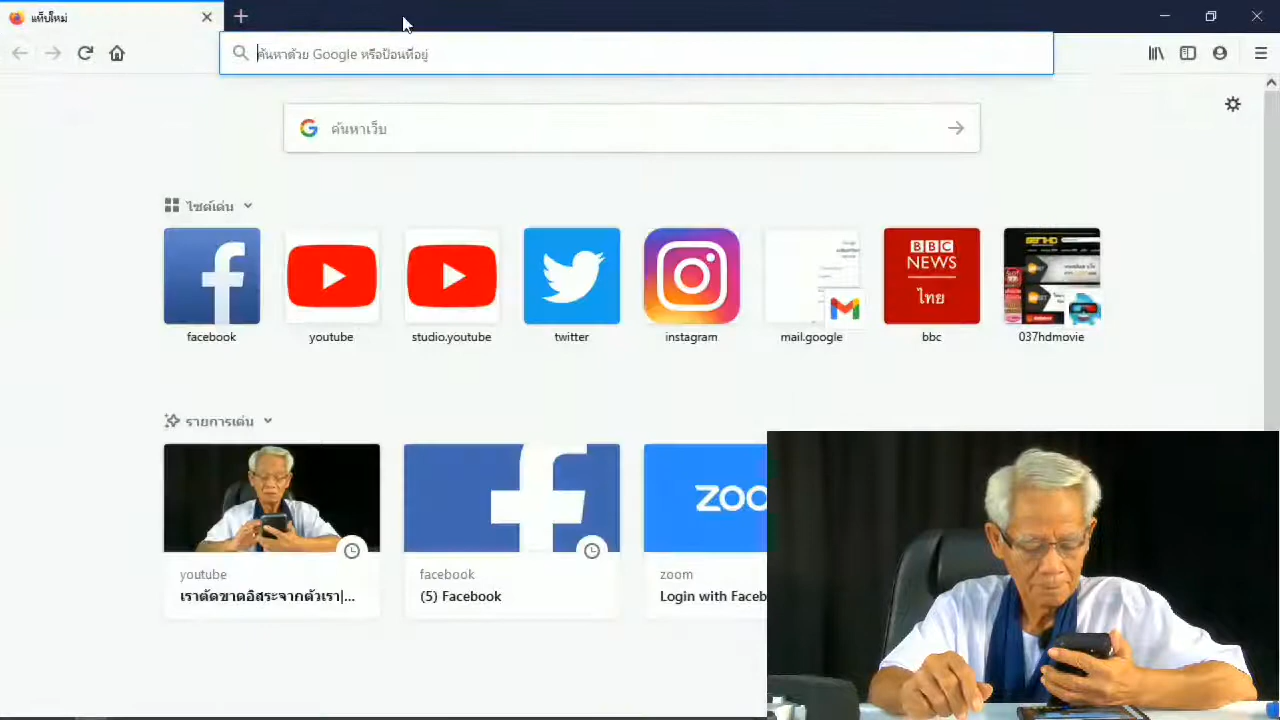 แท็บใหม่
ค้นหาด้วย Google หรือป้อนที่อยู่
ค้นหาเว็บ
ไซต์เด่น
BBC
NEWS
ไทย
facebook
youtube
studio.youtube
twitter
instagram
mail.google
bbc
037hdmovie
รายการเด่น
zoo
youtube
facebook
zoom
เราตัดขาดอิสระจากตัวเรา|...
(5) Facebook
Login with Faceb